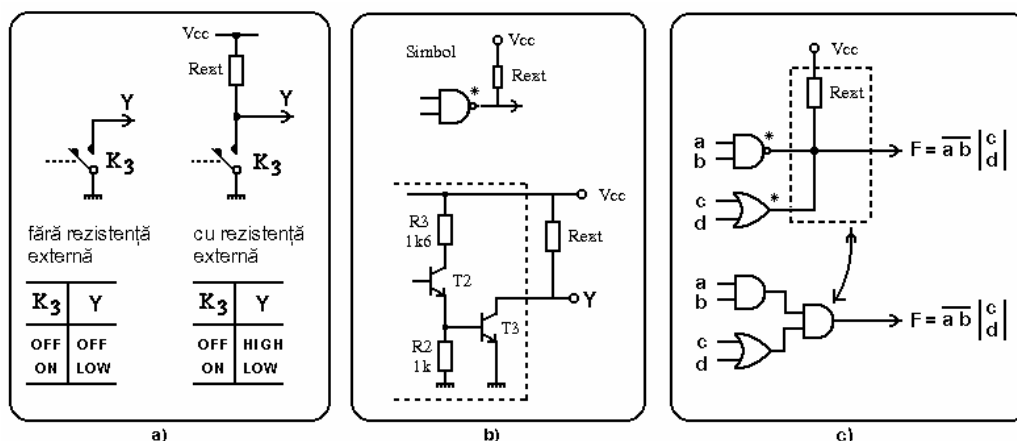 Vcc
Rext
Y
Y
K3
K3
fără rezistență
externă
cu rezistență
externă
K3 Y
OFF OFF
ON LOW
K3 Y
OFF HIGH
ON LOW
a)
Simbol
Vcc
*
Rext
Vcc
R3
1k6
Rext
T2
Y
T3
R2
1k
b)
Vcc
Rext
a
b
*
F = a b | c
d |
c
d
*
a
b
c
d
F = a b | c
d |
c)